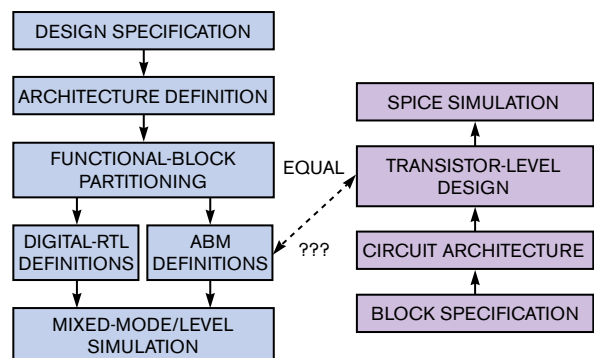 DESIGN SPECIFICATION
ARCHITECTURE DEFINITION
FUNCTIONAL-BLOCK
PARTITIONING
DIGITAL-RTL
DEFINITIONS
ABM
DEFINITIONS
MIXED-MODE/LEVEL
SIMULATION
EQUAL
???
SPICE SIMULATION
TRANSISTOR-LEVEL
DESIGN
CIRCUIT ARCHITECTURE
BLOCK SPECIFICATION